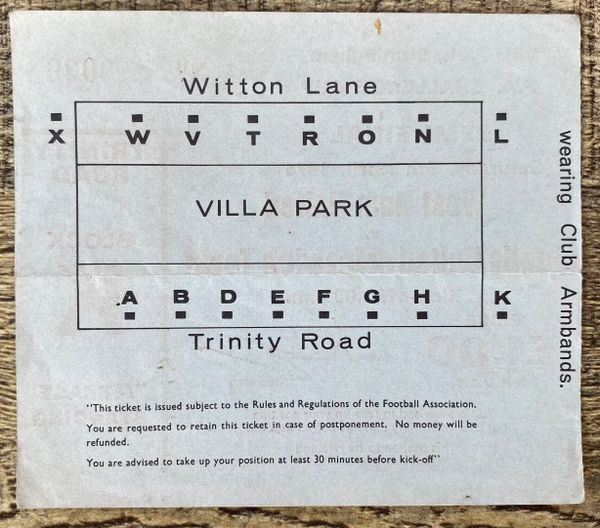 Witton Lane
X W V T R O N L
VILLA PARK
A B D E F G H K
Trinity Road
"This ticket is issued subject to the Rules and Regulations of the Football Association.
You are requested to retain this ticket in case of postponement. No money will be
refunded.
You are advised to take up your position at least 30 minutes before kick-off"
wearing Club Armbands.